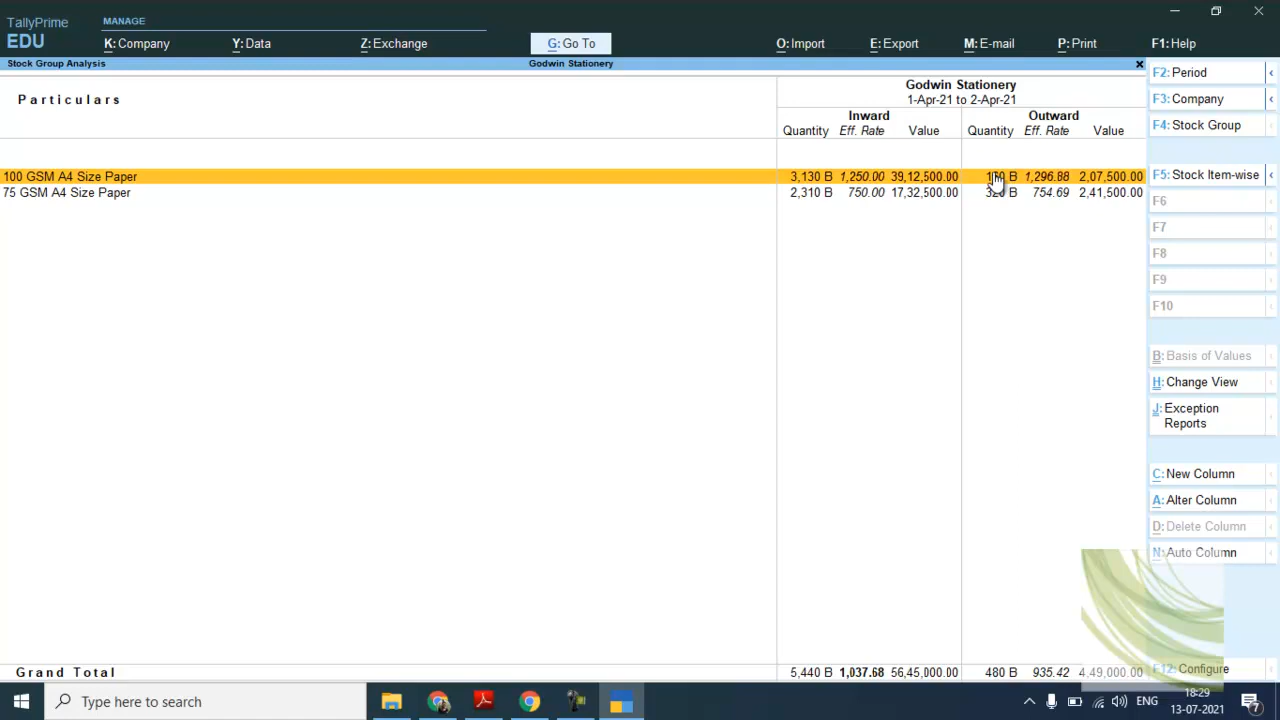 TallyPrime
EDU
MANAGE
K: Company
Y: Data
Z: Exchange
G: Go To
O: Import
E: Export
M: E-mail
P: Print
F1: Help
Stock Group Analysis
Godwin Stationery
Particulars
Godwin Stationery
1-Apr-21 to 2-Apr-21
Inward
Outward
Quantity Eff. Rate Value
Quantity Eff. Rate Value
100 GSM A4 Size Paper 3,130 B 1,250.00 39,12,500.00 B 1,296.88 2,07,500.00
75 GSM A4 Size Paper 2,310 B 750.00 17,32,500.00 320 B 754.69 2,41,500.00
Grand Total 5,440 B 1,037.68 56,45,000.00 480 B 935.42 4,49,000.00
F2: Period
F3: Company
F4: Stock Group
F5: Stock Item-wise
F6
F7
F8
F9
F10
B: Basis of Values
H: Change View
J: Exception
Reports
C: New Column
A: Alter Column
D: Delete Column
N: Auto Column
F12: Configure
Type here to search
ENG
18:29
13-07-2021
7